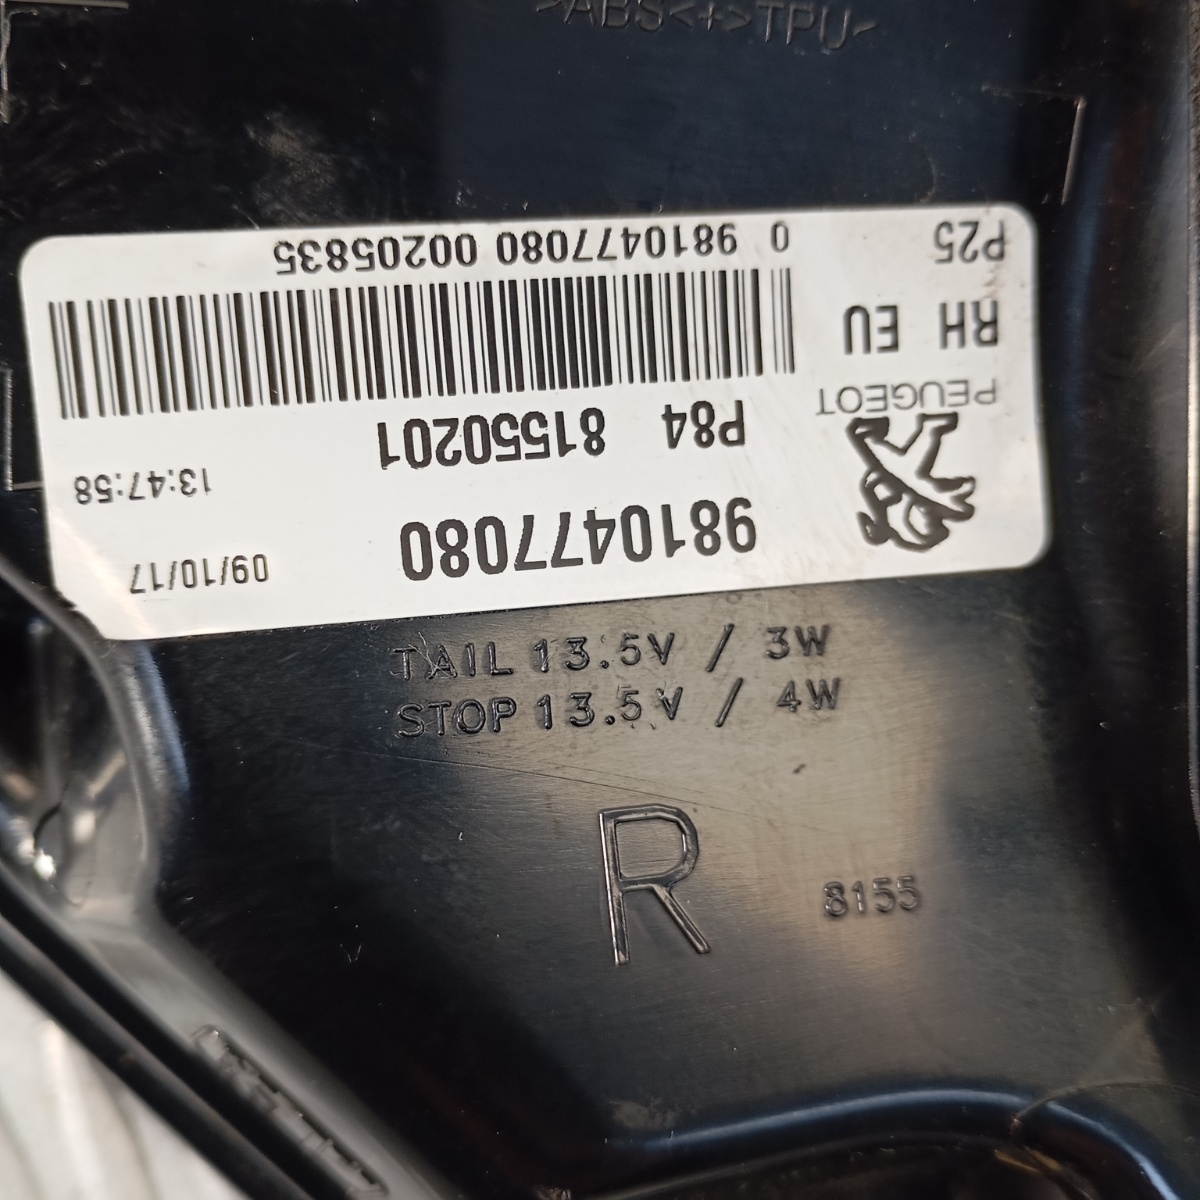 >ABS<+>TPU<
P25
0 9810477080 00205835
RH EU
PEUGEOT
P84 81550201
13:47:58
9810477080
09/10/17
TAIL 13.5V / 3W
STOP 13.5V / 4W
R
8155